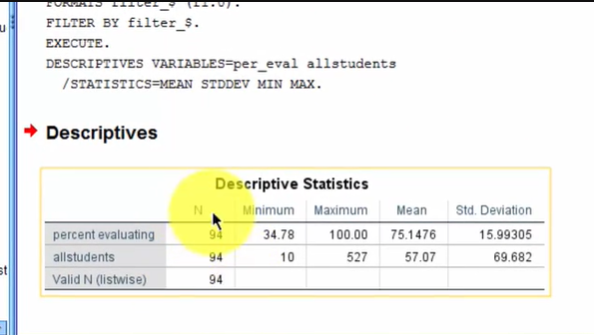 FORMATS filter_$ (f1.0).
FILTER BY filter_$.
EXECUTE.
DESCRIPTIVES VARIABLES=per_eval allstudents
/STATISTICS=MEAN STDDEV MIN MAX.
Descriptives
Descriptive Statistics
N Minimum Maximum Mean Std. Deviation
percent evaluating 94 34.78 100.00 75.1476 15.99305
allstudents 94 10 527 57.07 69.682
Valid N (listwise) 94